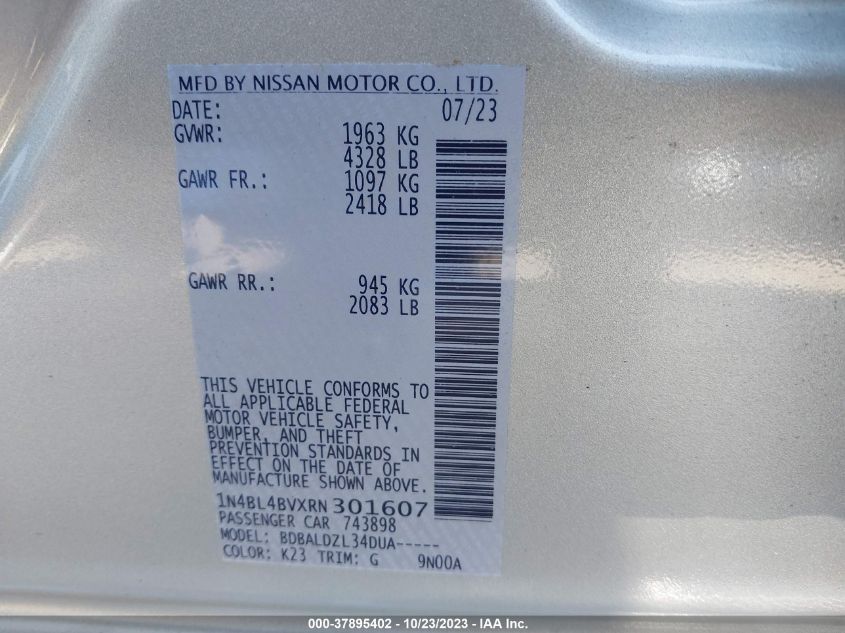 MFD BY NISSAN MOTOR CO., LTD.
DATE: 07/23
GVWR: 1963 KG
4328 LB
GAWR FR.: 1097 KG
2418 LB
GAWR RR.: 945 KG
2083 LB
THIS VEHICLE CONFORMS TO
ALL APPLICABLE FEDERAL
MOTOR VEHICLE SAFETY,
BUMPER, AND THEFT
PREVENTION STANDARDS IN
EFFECT ON THE DATE OF
MANUFACTURE SHOWN ABOVE.
1N4BL4BVXRN 301607
PASSENGER CAR 743898
MODEL: BDBALDZL34DUA-----
COLOR: K23 TRIM: G 9N00A
000-37895402 - 10/23/2023 - IAA Inc.